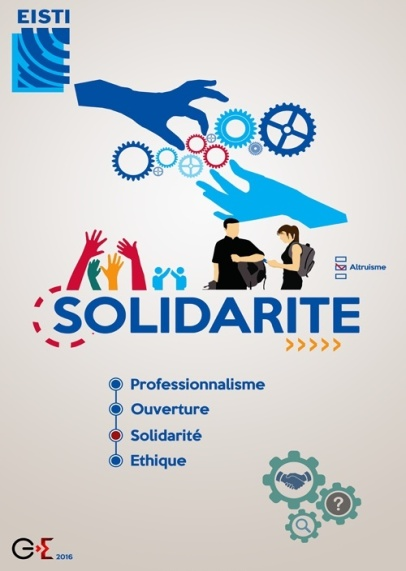 EISTI
Altruisme
SOLIDARITE
>>>>>
Professionnalisme
Ouverture
Solidarité
Ethique
?
G>E 2016